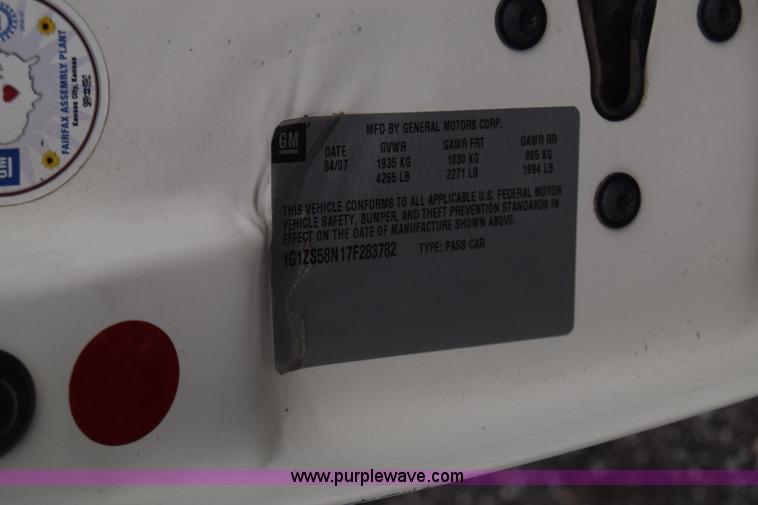 FAIRFAX ASSEMBLY PLANT
Kansas City, Kansas
GM
GM
MFD BY GENERAL MOTORS CORP.
DATE GVWR GAWR FRT GAWR RR
04/07 1935 KG 1030 KG 905 KG
4265 LB 2271 LB 1994 LB
THIS VEHICLE CONFORMS TO ALL APPLICABLE U.S. FEDERAL MOTOR
VEHICLE SAFETY, BUMPER, AND THEFT PREVENTION STANDARDS IN
EFFECT ON THE DATE OF MANUFACTURE SHOWN ABOVE.
1G1ZS58N17F283782 TYPE: PASS CAR
www.purplewave.com